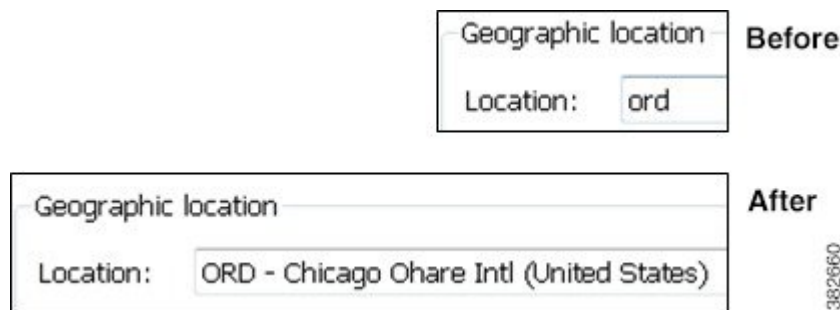 Geographic location
Before
Location: ord
Geographic location
After
Location: ORD - Chicago Ohare Intl (United States)
382660